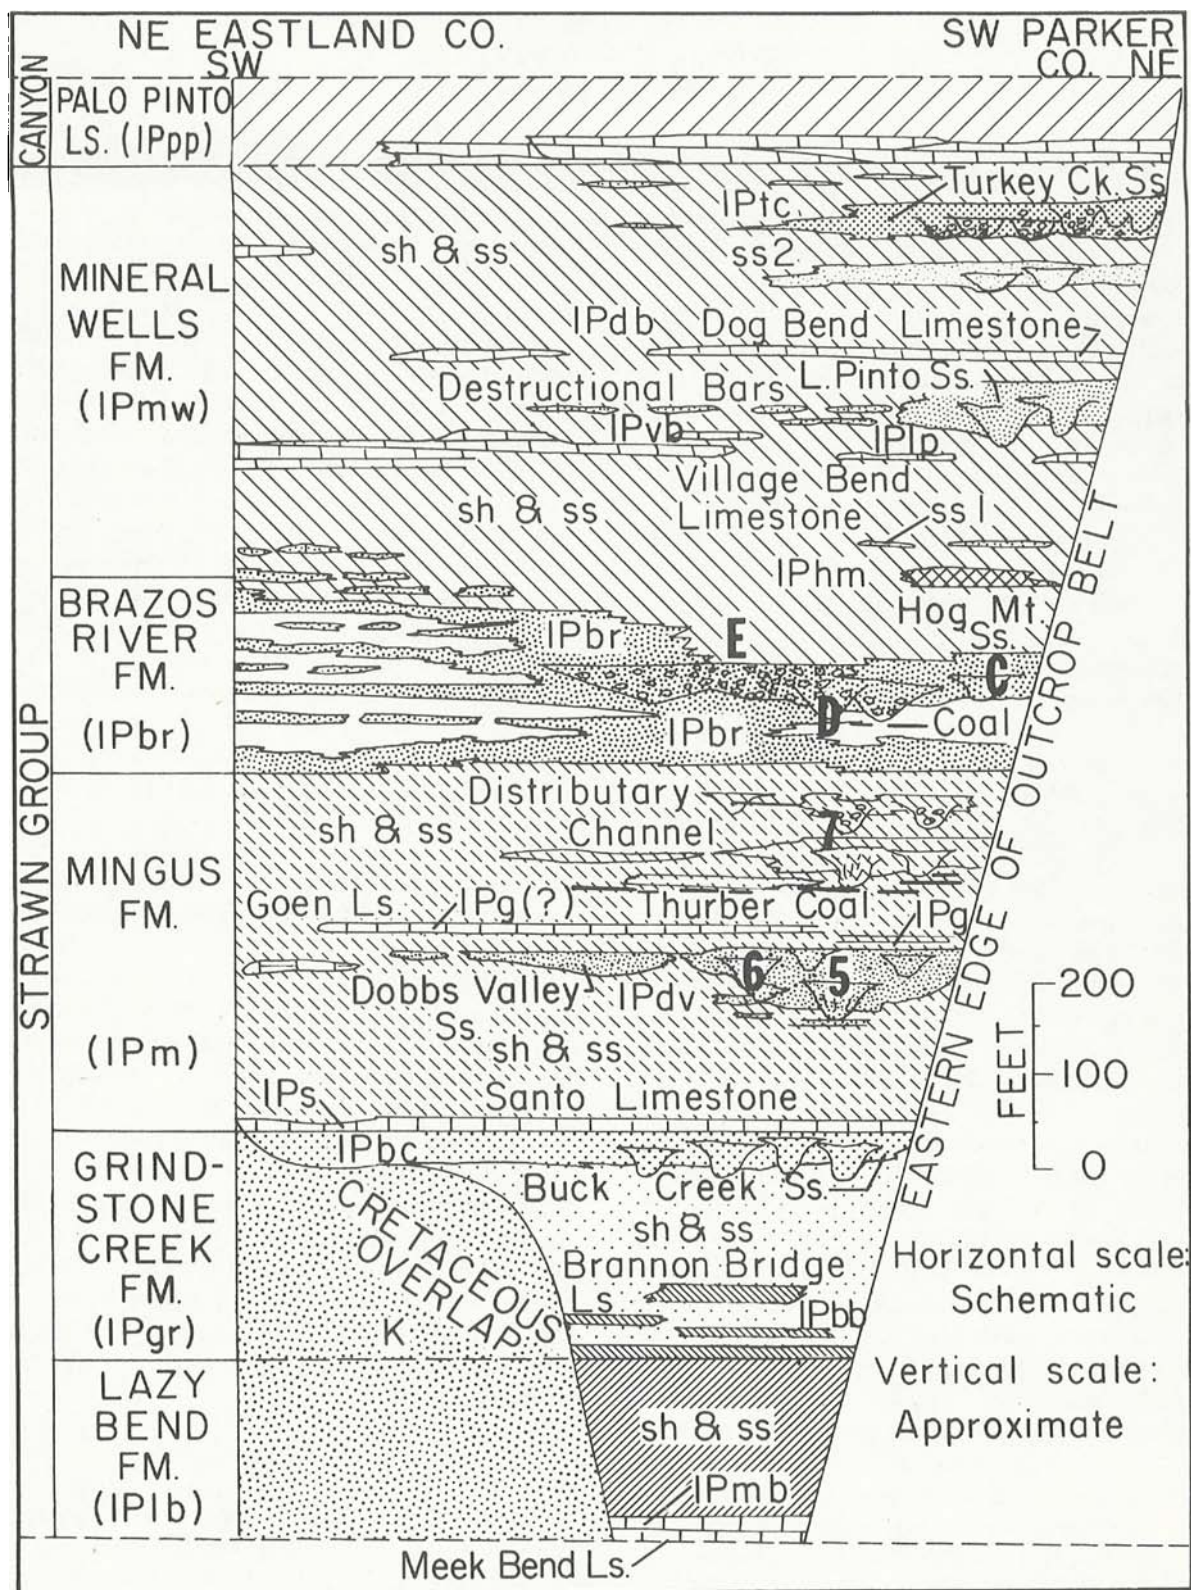 NE EASTLAND CO.
SW
SW PARKER
CO. NE
CANYON
PALO PINTO
LS. (IPpp)
Turkey Ck. Ss
IPtc
sh & ss
ss2
MINERAL
WELLS
FM.
(IPmw)
IPdb Dog Bend Limestone
L. Pinto Ss.
Destructional Bars
IPvb
IPlp
Village Bend
Limestone
sh & ss
ss1
IPhm
Hog Mt.
Ss.
BRAZOS
RIVER
FM.
(IPbr)
IPbr
E
C
D
IPbr
Coal
STRAWN GROUP
Distributary
Channel
sh & ss
7
MINGUS
FM.
(IPm)
Goen Ls.
IPg(?)
Thurber Coal
IPg
6
5
Dobbs Valley
Ss.
IPdv
sh & ss
IPs
Santo Limestone
EASTERN EDGE OF OUTCROP BELT
FEET
200
100
0
GRIND-
STONE
CREEK
FM.
(IPgr)
IPbc
Buck Creek Ss.
CRETACEOUS
OVERLAP
K
sh & ss
Brannon Bridge
Ls
IPbb
Horizontal scale:
Schematic
Vertical scale:
Approximate
LAZY
BEND
FM.
(IPlb)
sh & ss
IPmb
Meek Bend Ls.